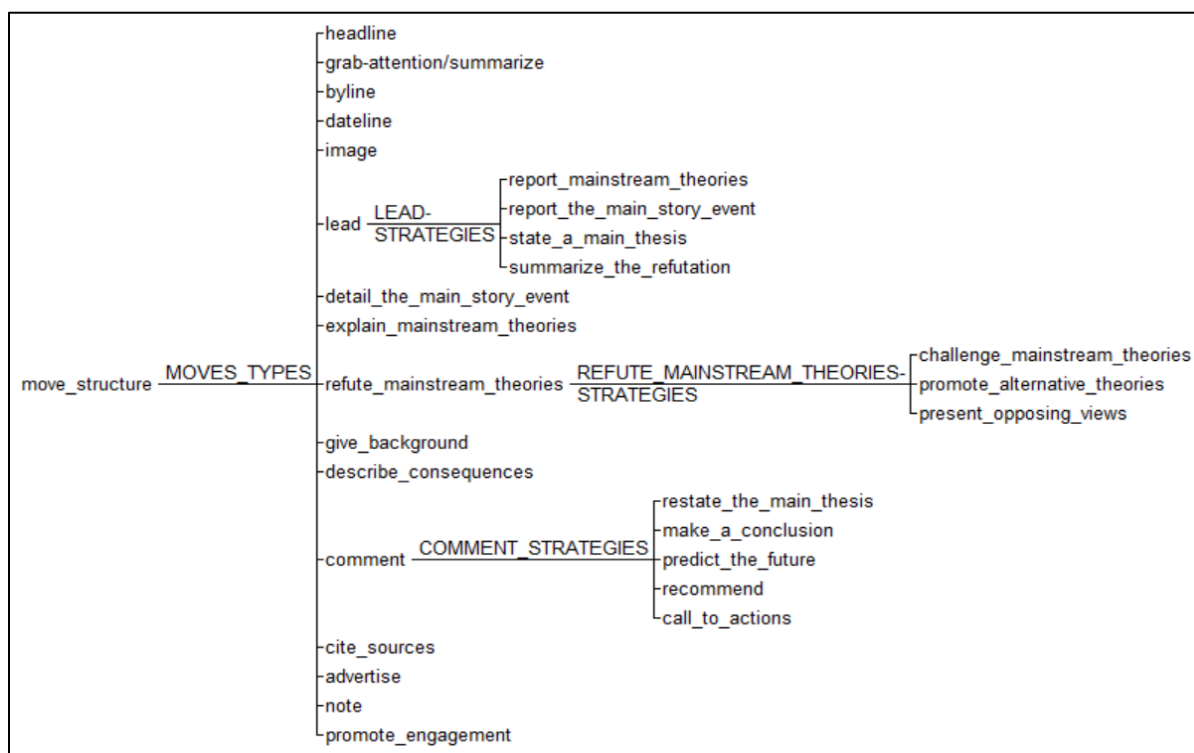 headline
grab-attention/summarize
byline
dateline
image
lead
LEAD-
STRATEGIES
report_mainstream_theories
report_the_main_story_event
state_a_main_thesis
summarize_the_refutation
detail_the_main_story_event
explain_mainstream_theories
move_structure
MOVES_TYPES
refute_mainstream_theories
REFUTE_MAINSTREAM_THEORIES-
STRATEGIES
challenge_mainstream_theories
promote_alternative_theories
present_opposing_views
give_background
describe_consequences
comment
COMMENT_STRATEGIES
restate_the_main_thesis
make_a_conclusion
predict_the_future
recommend
call_to_actions
cite_sources
advertise
note
promote_engagement